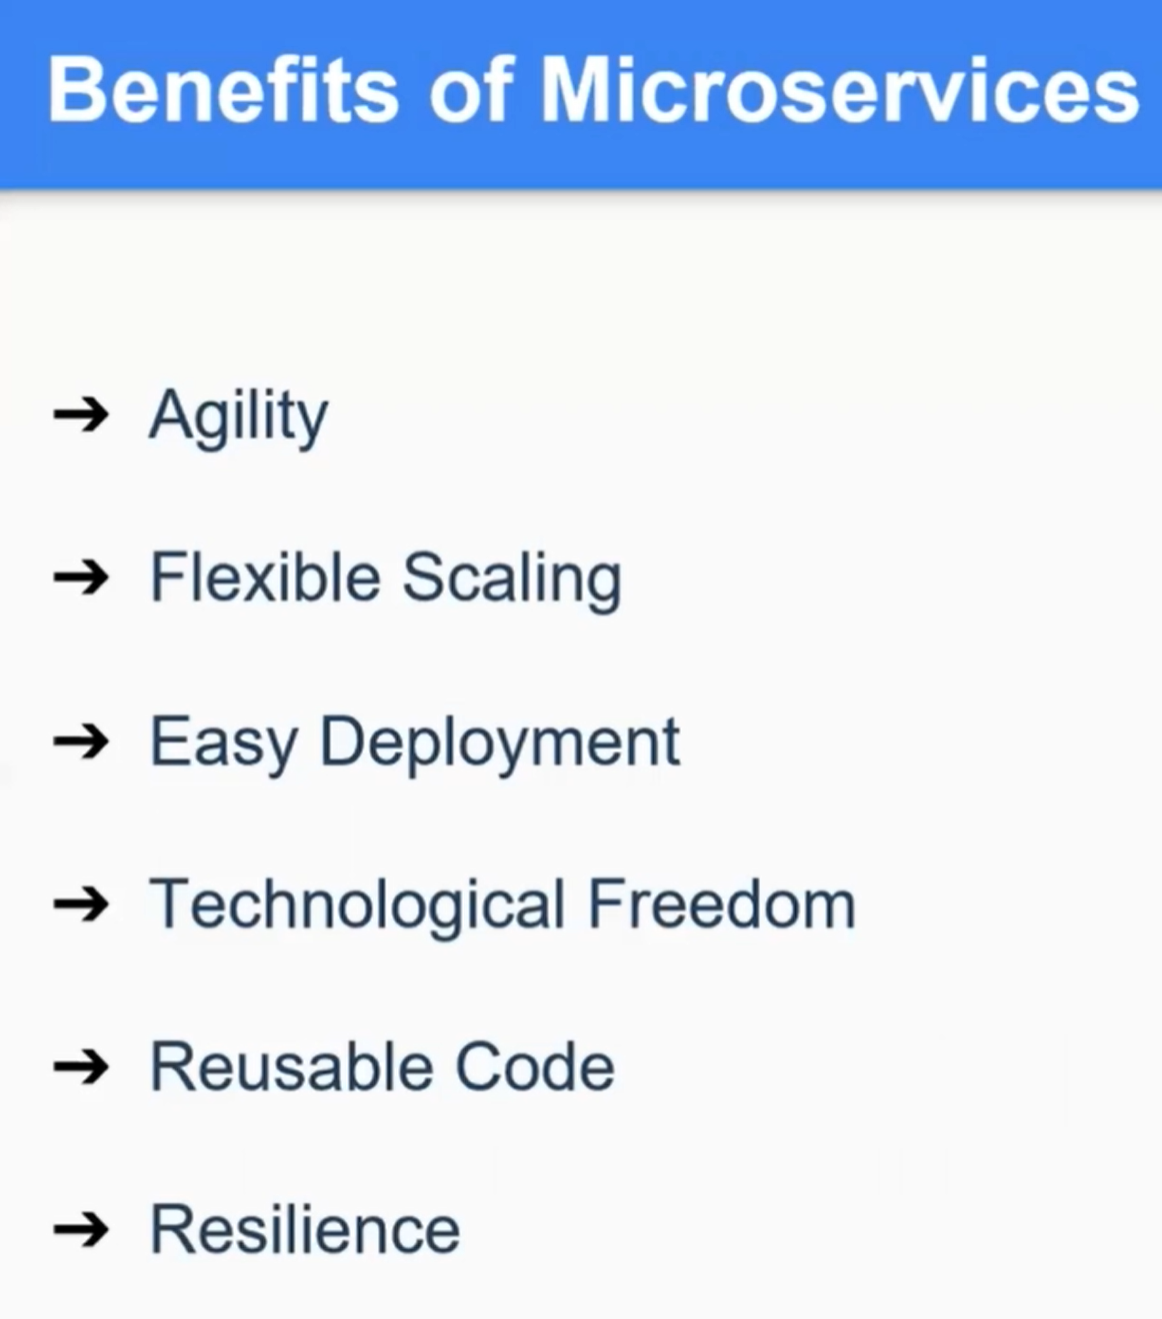 Benefits of Microservices
➔ Agility
➔ Flexible Scaling
➔ Easy Deployment
➔ Technological Freedom
➔ Reusable Code
➔ Resilience